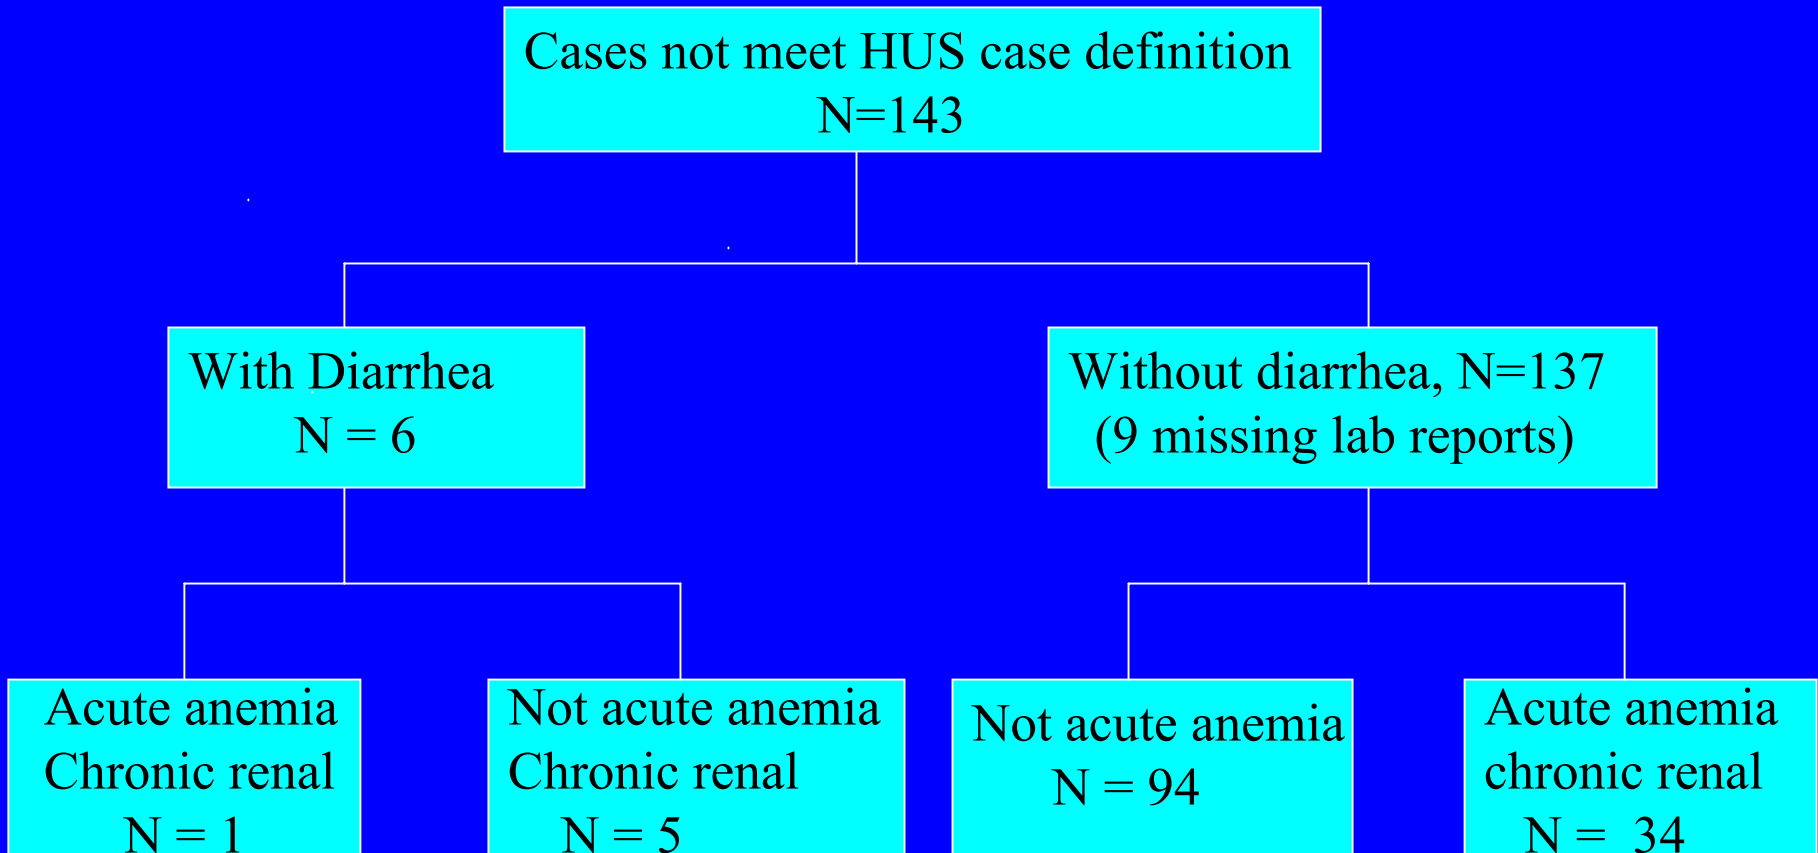 Cases not meet HUS case definition
N=143
With Diarrhea
N = 6
Without diarrhea, N=137
(9 missing lab reports)
Acute anemia
Chronic renal
N = 1
Not acute anemia
Chronic renal
N = 5
Not acute anemia
N = 94
Acute anemia
chronic renal
N = 34